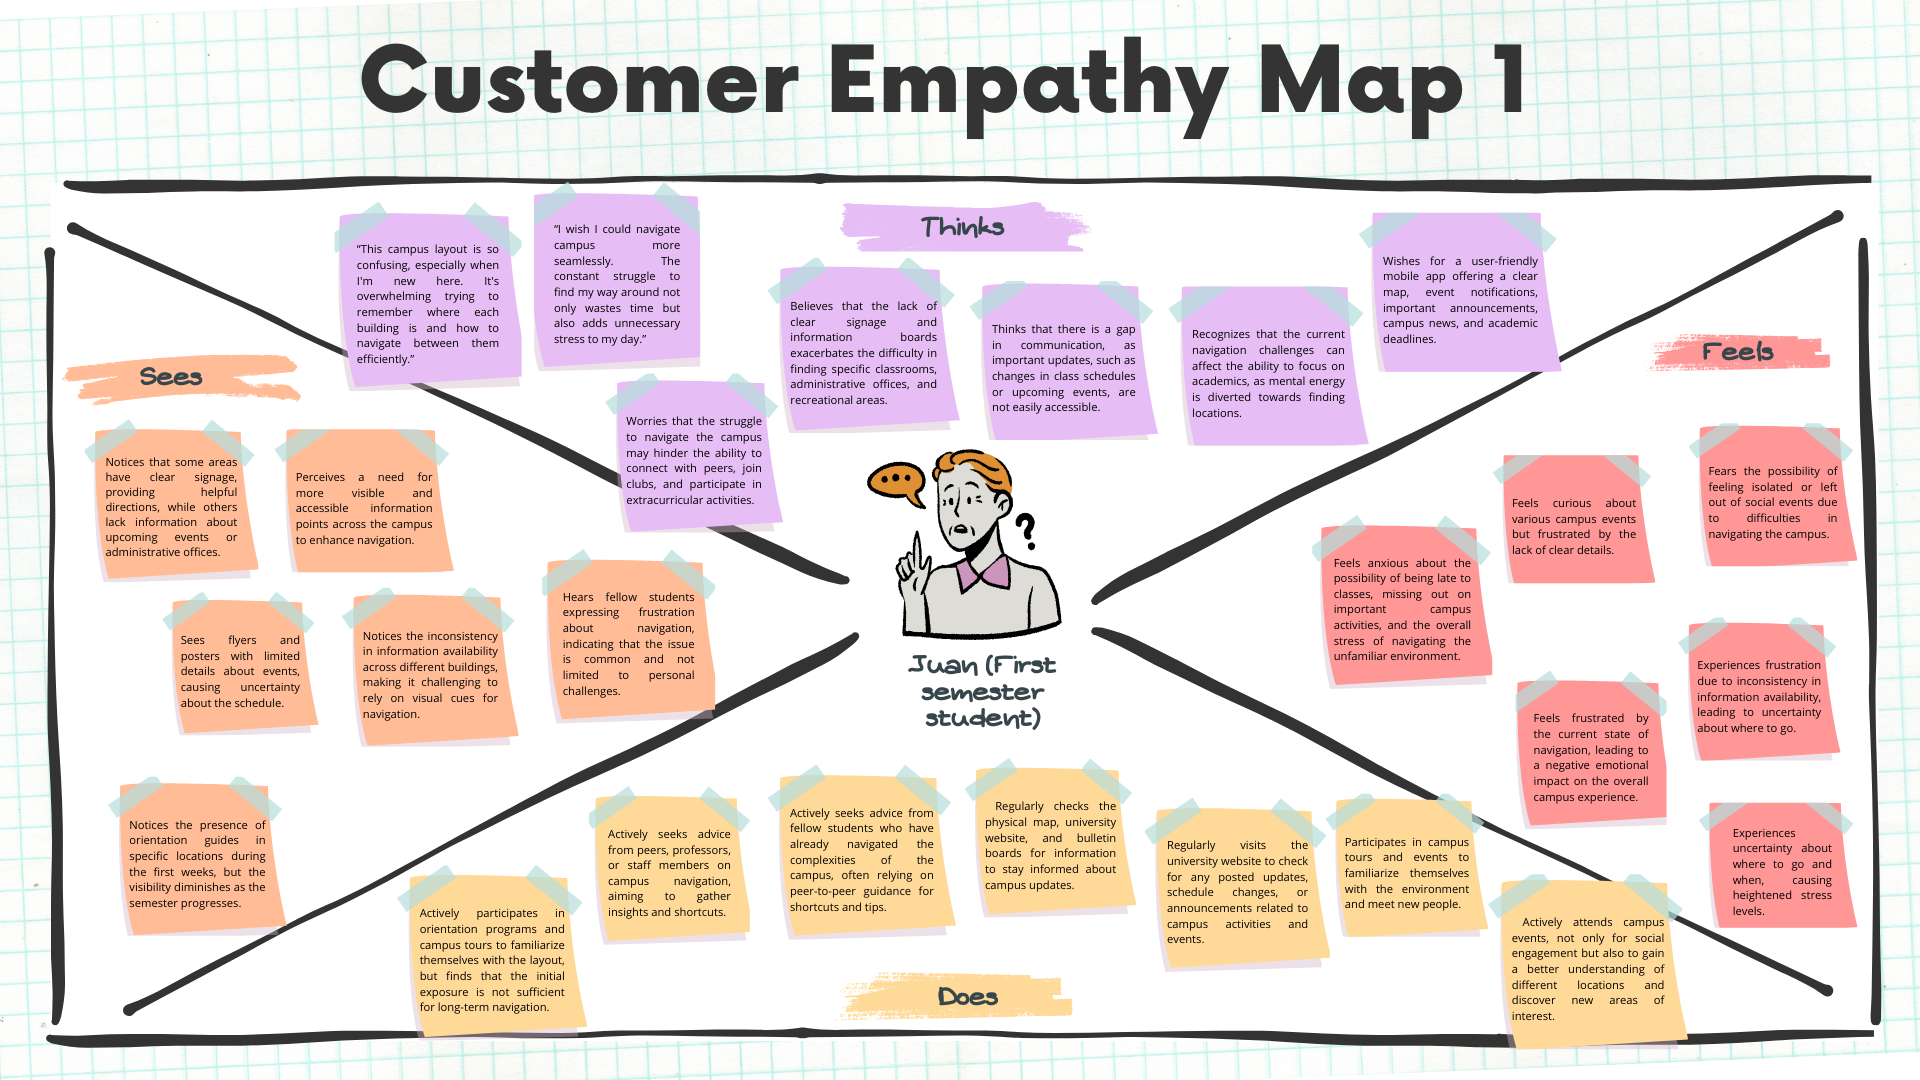 Customer Empathy Map 1
Thinks
“This campus layout is so
confusing, especially when
I'm new here. It's
overwhelming trying to
remember where each
building is and how to
navigate between them
efficiently.”
“I wish I could navigate
campus more
seamlessly. The
constant struggle to
find my way around not
only wastes time but
also adds unnecessary
stress to my day.”
Worries that the struggle
to navigate the campus
may hinder the ability to
connect with peers, join
clubs, and participate in
extracurricular activities.
Believes that the lack of
clear signage and
information boards
exacerbates the difficulty in
finding specific classrooms,
administrative offices, and
recreational areas.
Thinks that there is a gap
in communication, as
important updates, such as
changes in class schedules
or upcoming events, are
not easily accessible.
Recognizes that the current
navigation challenges can
affect the ability to focus on
academics, as mental energy
is diverted towards finding
locations.
Wishes for a user-friendly
mobile app offering a clear
map, event notifications,
important announcements,
campus news, and academic
deadlines.
Sees
Notices that some areas
have clear signage,
providing helpful
directions, while others
lack information about
upcoming events or
administrative offices.
Perceives a need for
more visible and
accessible information
points across the campus
to enhance navigation.
Sees flyers and
posters with limited
details about events,
causing uncertainty
about the schedule.
Notices the inconsistency
in information availability
across different buildings,
making it challenging to
rely on visual cues for
navigation.
Hears fellow students
expressing frustration
about navigation,
indicating that the issue
is common and not
limited to personal
challenges.
Notices the presence of
orientation guides in
specific locations during
the first weeks, but the
visibility diminishes as the
semester progresses.
?
Juan (First
semester
student)
Feels
Feels anxious about the
possibility of being late to
classes, missing out on
important campus
activities, and the overall
stress of navigating the
unfamiliar environment.
Feels curious about
various campus events
but frustrated by the
lack of clear details.
Fears the possibility of
feeling isolated or left
out of social events due
to difficulties in
navigating the campus.
Feels frustrated by
the current state of
navigation, leading to
a negative emotional
impact on the overall
campus experience.
Experiences frustration
due to inconsistency in
information availability,
leading to uncertainty
about where to go.
Experiences
uncertainty about
where to go and
when, causing
heightened stress
levels.
Actively participates in
orientation programs and
campus tours to familiarize
themselves with the layout,
but finds that the initial
exposure is not sufficient
for long-term navigation.
Actively seeks advice
from peers, professors,
or staff members on
campus navigation,
aiming to gather
insights and shortcuts.
Actively seeks advice from
fellow students who have
already navigated the
complexities of the
campus, often relying on
peer-to-peer guidance for
shortcuts and tips.
Regularly checks the
physical map, university
website, and bulletin
boards for information
to stay informed about
campus updates.
Regularly visits the
university website to check
for any posted updates,
schedule changes, or
announcements related to
campus activities and
events.
Participates in campus
tours and events to
familiarize themselves
with the environment
and meet new people.
Actively attends campus
events, not only for social
engagement but also to gain
a better understanding of
different locations and
discover new areas of
interest.
Does